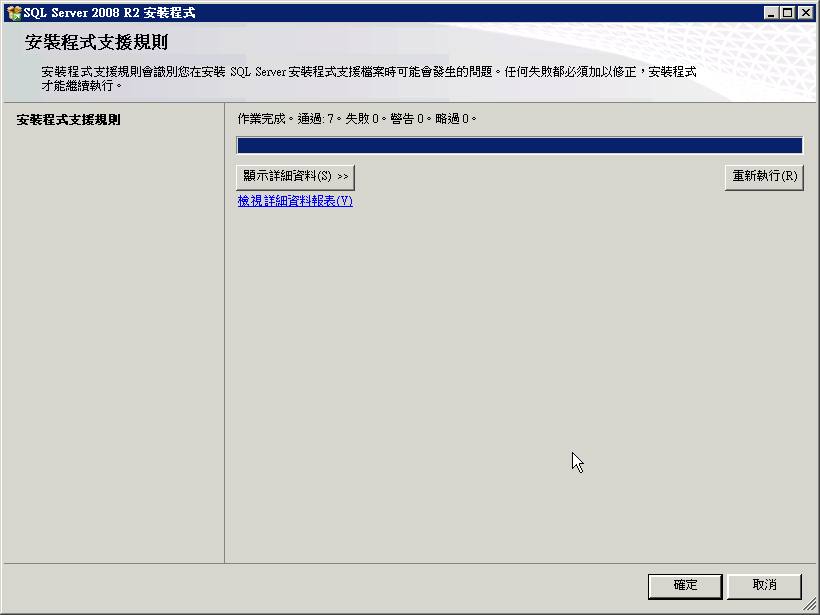 SQL Server 2008 R2 安裝程式
安裝程式支援規則
安裝程式支援規則會識別您在安裝 SQL Server 安裝程式支援檔案時可能會發生的問題。任何失敗都必須加以修正，安裝程式
才能繼續執行。
安裝程式支援規則
作業完成。通過: 7。失敗 0。警告 0。略過 0。
顯示詳細資料(S) >>
重新執行(R)
檢視詳細資料報表(V)
確定
取消